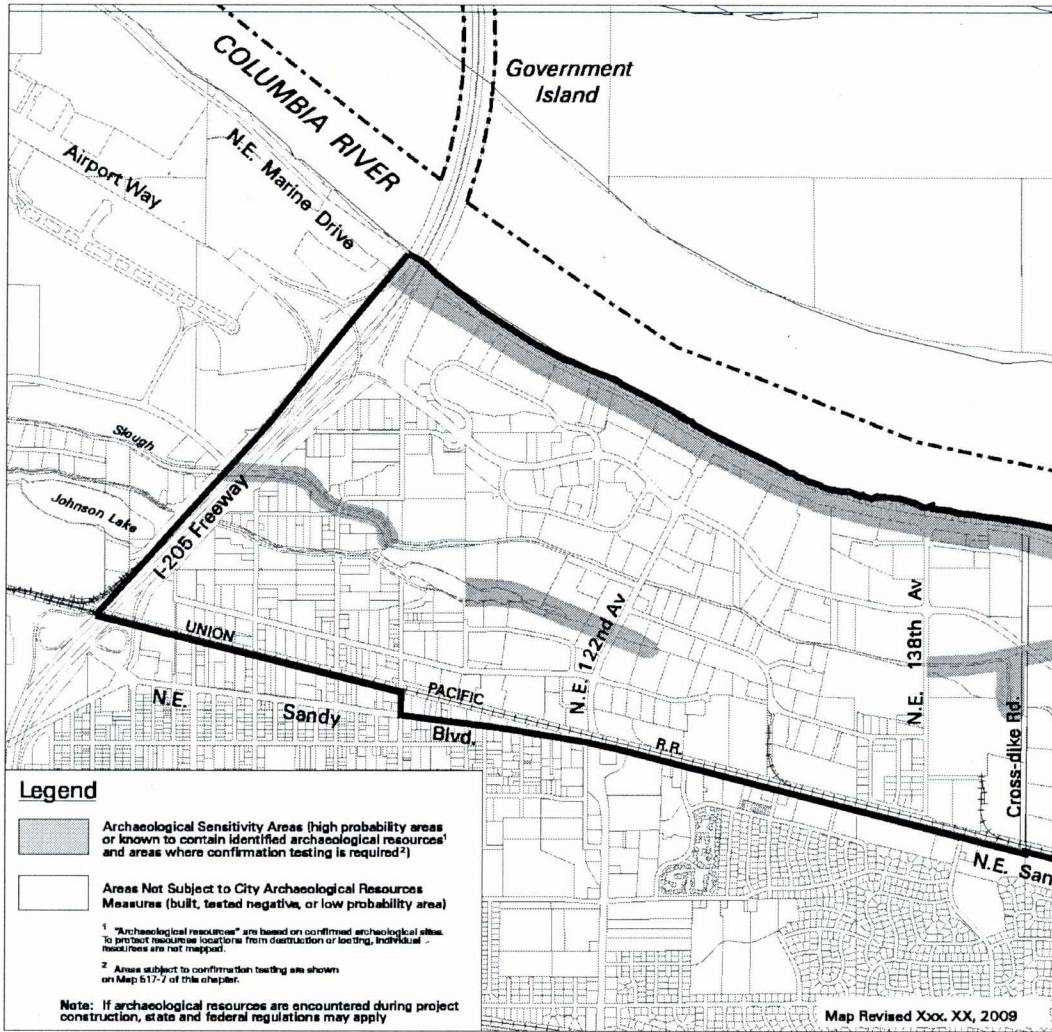 COLUMBIA RIVER
Government
Island
N.E. Marine Drive
Airport Way
Slough
Johnson Lake
I-205 Freeway
UNION
PACIFIC
R.R.
N.E.
Sandy
Blvd.
N.E. 122nd Av
N.E. 138th Av
Cross-dike Rd.
N.E. San
Legend
Archaeological Sensitivity Areas (high probability areas
or known to contain identified archaeological resources¹
and areas where confirmation testing is required²)
Areas Not Subject to City Archaeological Resources
Measures (built, tested negative, or low probability area)
¹ "Archaeological resources" are based on confirmed archaeological sites.
To protect resources locations from destruction or looting, individual
resources are not mapped.
² Areas subject to confirmation testing are shown
on Map 517-7 of this chapter.
Note: If archaeological resources are encountered during project
construction, state and federal regulations may apply
Map Revised Xxx. XX, 2009